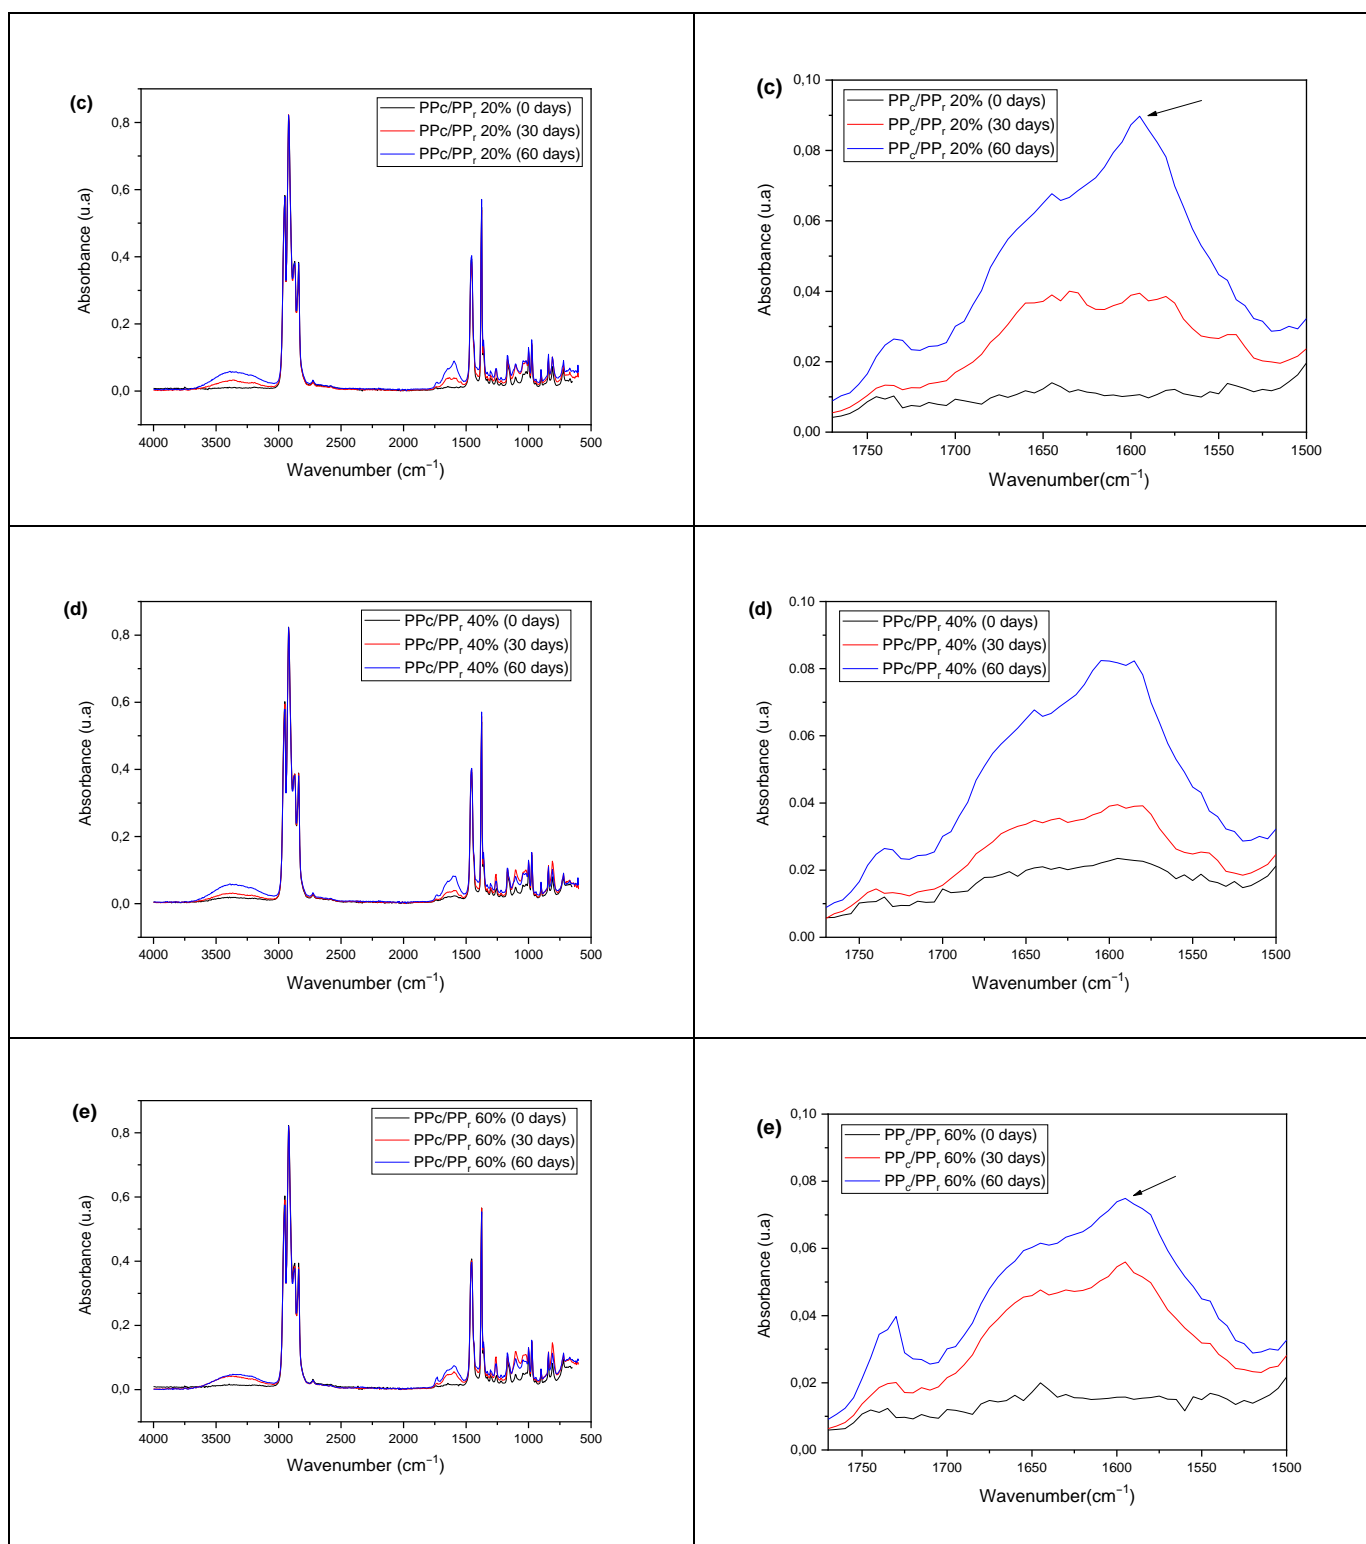 (c)
PPc/PPr 20% (0 days)
PPc/PPr 20% (30 days)
PPc/PPr 20% (60 days)
0,8
0,6
0,4
0,2
0,0
Absorbance (u.a)
4000 3500 3000 2500 2000 1500 1000 500
Wavenumber (cm⁻¹)
(c)
PPc/PPr 20% (0 days)
PPc/PPr 20% (30 days)
PPc/PPr 20% (60 days)
0,10
0,08
0,06
0,04
0,02
0,00
Absorbance (u.a)
1750 1700 1650 1600 1550 1500
Wavenumber(cm⁻¹)
(d)
PPc/PPr 40% (0 days)
PPc/PPr 40% (30 days)
PPc/PPr 40% (60 days)
0,8
0,6
0,4
0,2
0,0
Absorbance (u.a)
4000 3500 3000 2500 2000 1500 1000 500
Wavenumber (cm⁻¹)
(d)
PPc/PPr 40% (0 days)
PPc/PPr 40% (30 days)
PPc/PPr 40% (60 days)
0.10
0.08
0.06
0.04
0.02
0.00
Absorbance (u.a)
1750 1700 1650 1600 1550 1500
Wavenumber (cm⁻¹)
(e)
PPc/PPr 60% (0 days)
PPc/PPr 60% (30 days)
PPc/PPr 60% (60 days)
0,8
0,6
0,4
0,2
0,0
Absorbance (u.a)
4000 3500 3000 2500 2000 1500 1000 500
Wavenumber (cm⁻¹)
(e)
PPc/PPr 60% (0 days)
PPc/PPr 60% (30 days)
PPc/PPr 60% (60 days)
0,10
0,08
0,06
0,04
0,02
0,00
Absorbance (u.a)
1750 1700 1650 1600 1550 1500
Wavenumber(cm⁻¹)